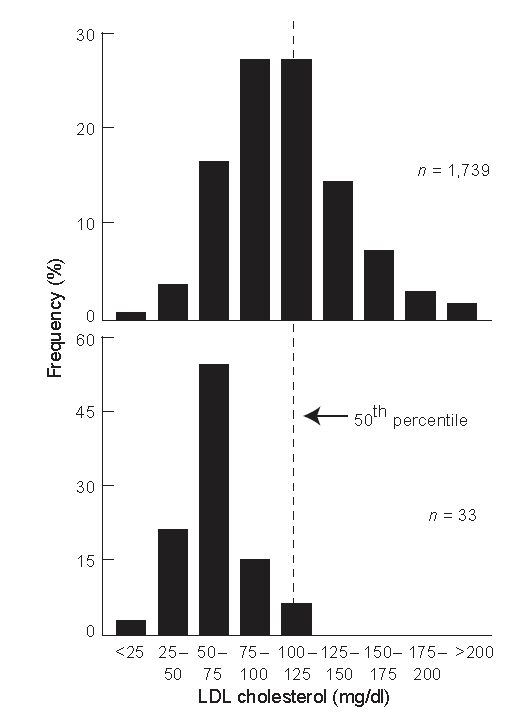 30
20
n = 1,739
10
0
Frequency (%)
60
45
50th percentile
30
n = 33
15
0
<25 25– 50– 75– 100– 125– 150– 175– >200
50 75 100 125 150 175 200
LDL cholesterol (mg/dl)